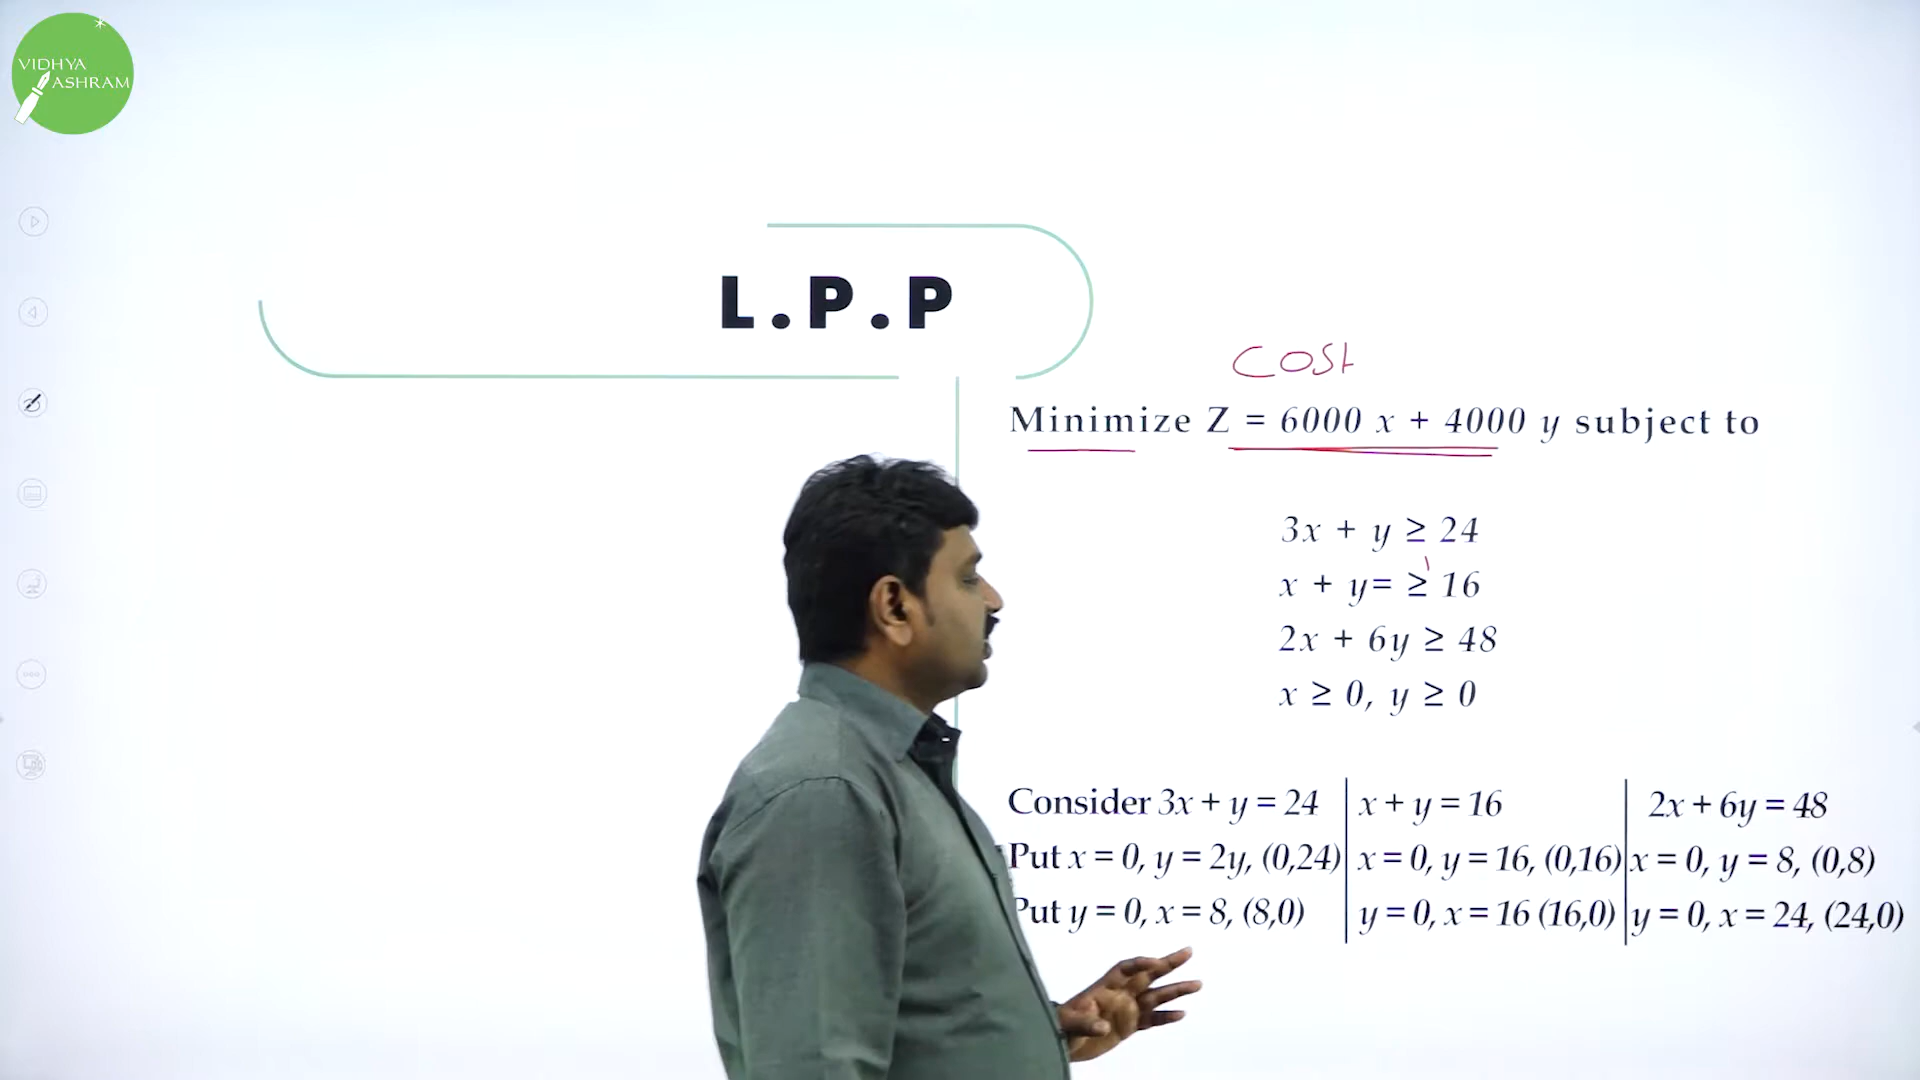 VIDHYA
ASHRAM
L.P.P
COST
Minimize Z = 6000 x + 4000 y subject to
3x + y ≥ 24
x + y= ≥ 16
2x + 6y ≥ 48
x ≥ 0, y ≥ 0
Consider 3x + y = 24 x + y = 16 2x + 6y = 48
Put x = 0, y = 2y, (0,24) x = 0, y = 16, (0,16) x = 0, y = 8, (0,8)
Put y = 0, x = 8, (8,0) y = 0, x = 16 (16,0) y = 0, x = 24, (24,0)